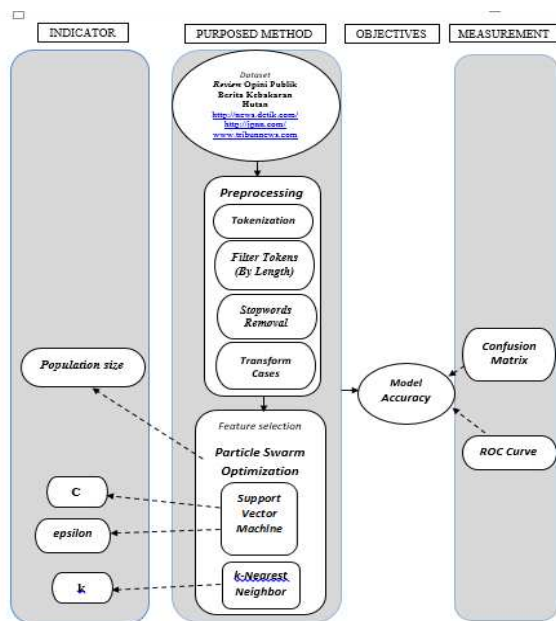 INDICATOR
PURPOSED METHOD
OBJECTIVES
MEASUREMENT
Dataset
Review Opini Publik
Berita Kebakaran
Hutan
http://news.detik.com/
http://jpnn.com/
www.tribunnews.com
Preprocessing
Tokenization
Filter Tokens
(By Length)
Stopwords
Removal
Transform
Cases
Population size
Feature selection
Particle Swarm
Optimization
Support
Vector
Machine
k-Nearest
Neighbor
C
epsilon
k
Model
Accuracy
Confusion
Matrix
ROC Curve